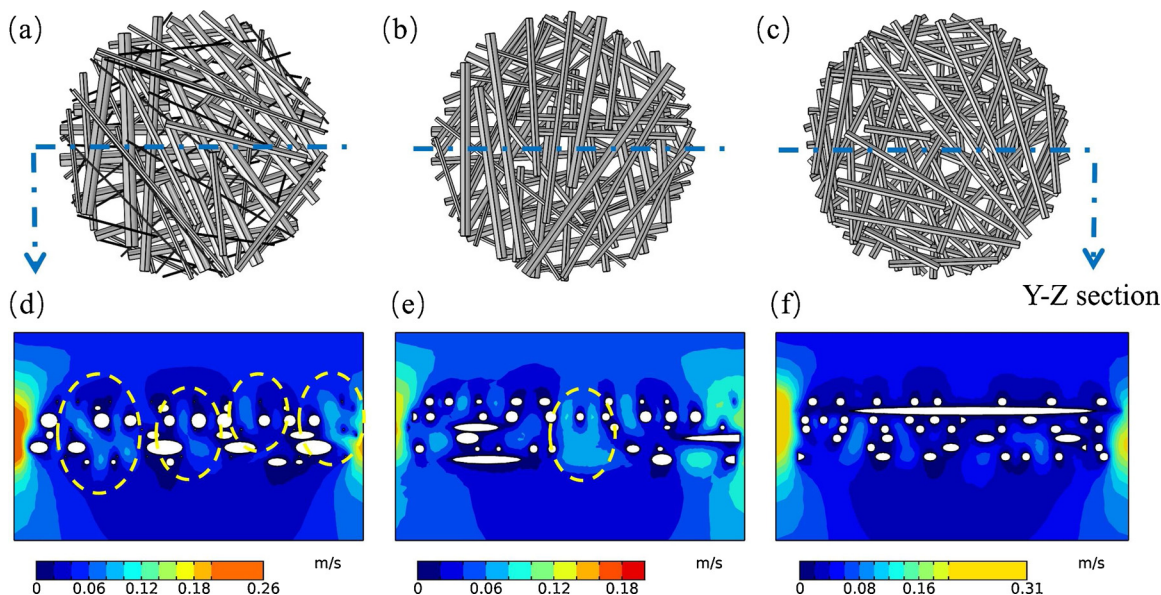 (a) (b) (c)
Y-Z section
(d) (e) (f)
m/s m/s m/s
0 0.06 0.12 0.18 0.26 0 0.06 0.12 0.18 0 0.08 0.16 0.31